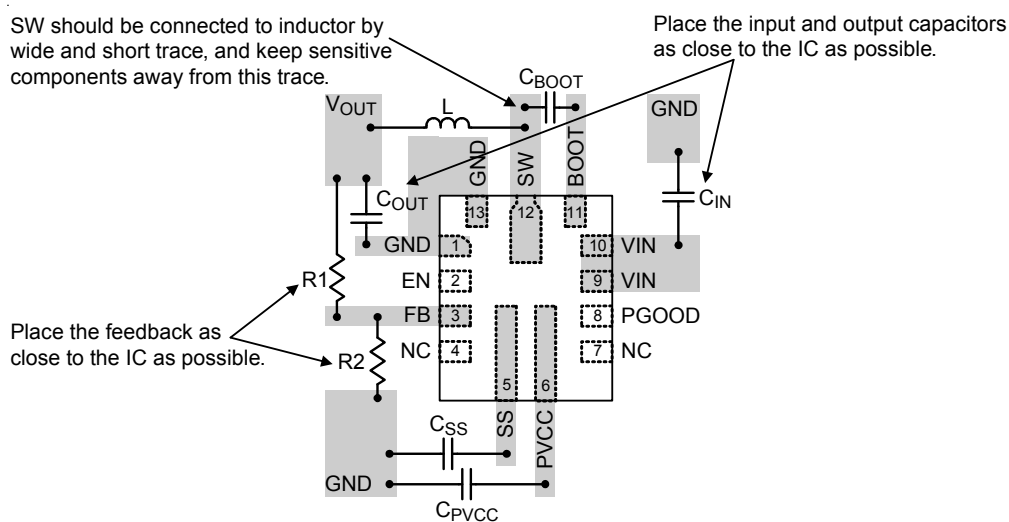 SW should be connected to inductor by
wide and short trace, and keep sensitive
components away from this trace.
Place the input and output capacitors
as close to the IC as possible.
CBOOT
VOUT
L
GND
GND
SW
BOOT
COUT
CIN
13
12
11
GND
1
10
VIN
EN
2
9
VIN
R1
FB
3
8
PGOOD
Place the feedback as
close to the IC as possible.
R2
NC
4
7
NC
5
6
SS
PVCC
CSS
GND
CPVCC